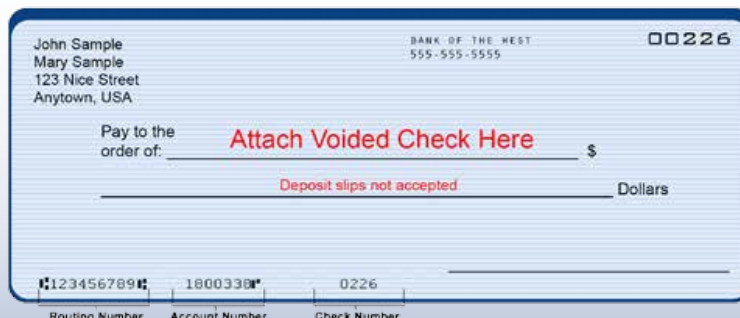 John Sample
Mary Sample
123 Nice Street
Anytown, USA
BANK OF THE WEST
555-555-5555
00226
Pay to the
order of:
Attach Voided Check Here
$
Deposit slips not accepted
Dollars
⑆123456789⑆ 1800338⑈ 0226
Routing Number Account Number Check Number